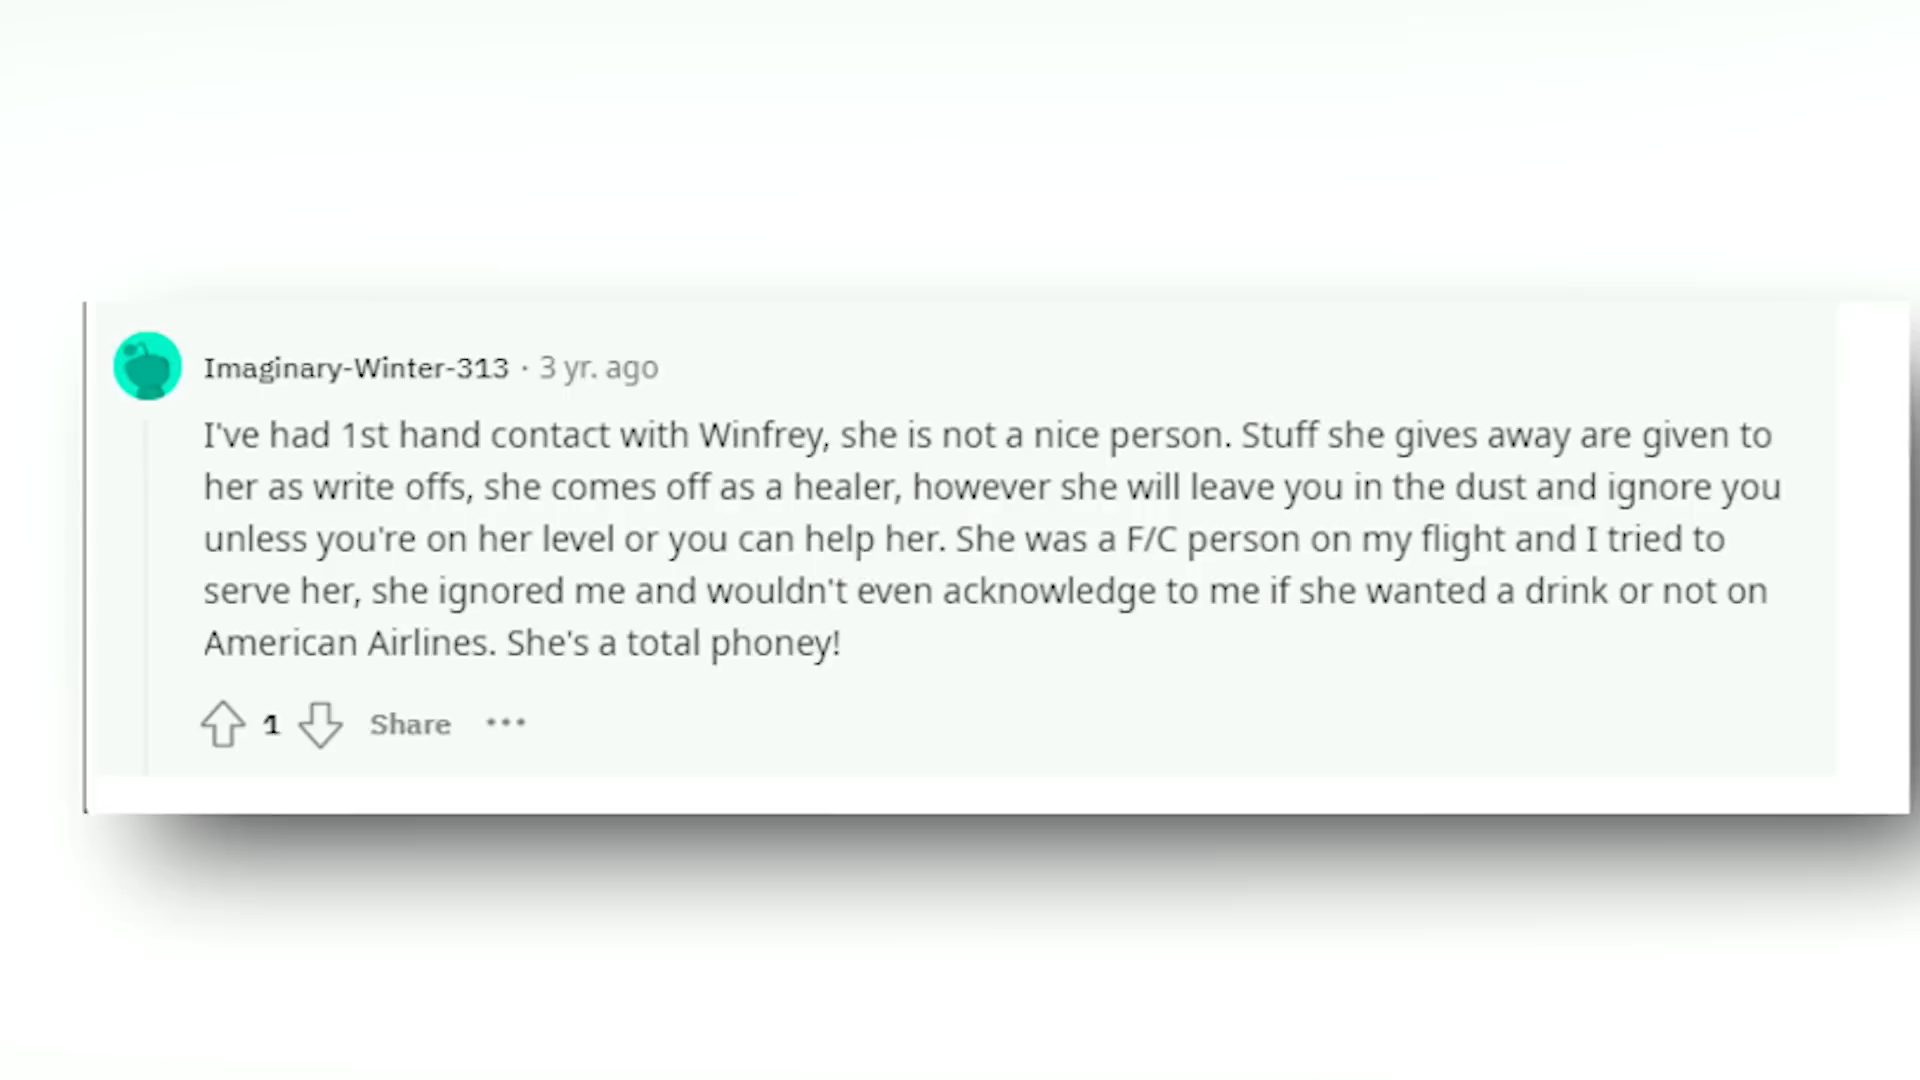 Imaginary-Winter-313 · 3 yr. ago
I've had 1st hand contact with Winfrey, she is not a nice person. Stuff she gives away are given to
her as write offs, she comes off as a healer, however she will leave you in the dust and ignore you
unless you're on her level or you can help her. She was a F/C person on my flight and I tried to
serve her, she ignored me and wouldn't even acknowledge to me if she wanted a drink or not on
American Airlines. She's a total phoney!
1 Share ...